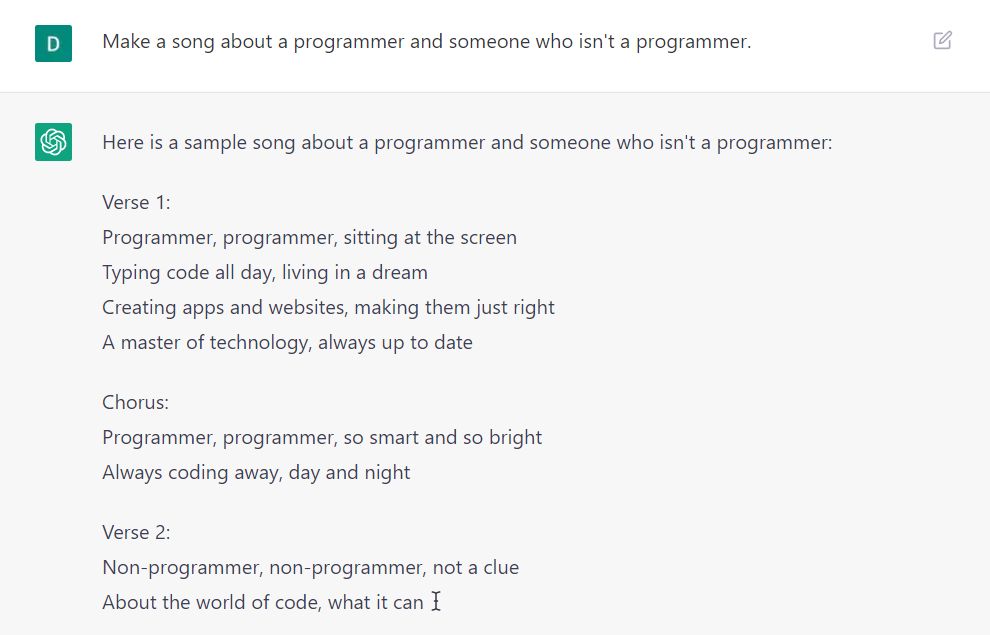 D
Make a song about a programmer and someone who isn't a programmer.
Here is a sample song about a programmer and someone who isn't a programmer:
Verse 1:
Programmer, programmer, sitting at the screen
Typing code all day, living in a dream
Creating apps and websites, making them just right
A master of technology, always up to date
Chorus:
Programmer, programmer, so smart and so bright
Always coding away, day and night
Verse 2:
Non-programmer, non-programmer, not a clue
About the world of code, what it can